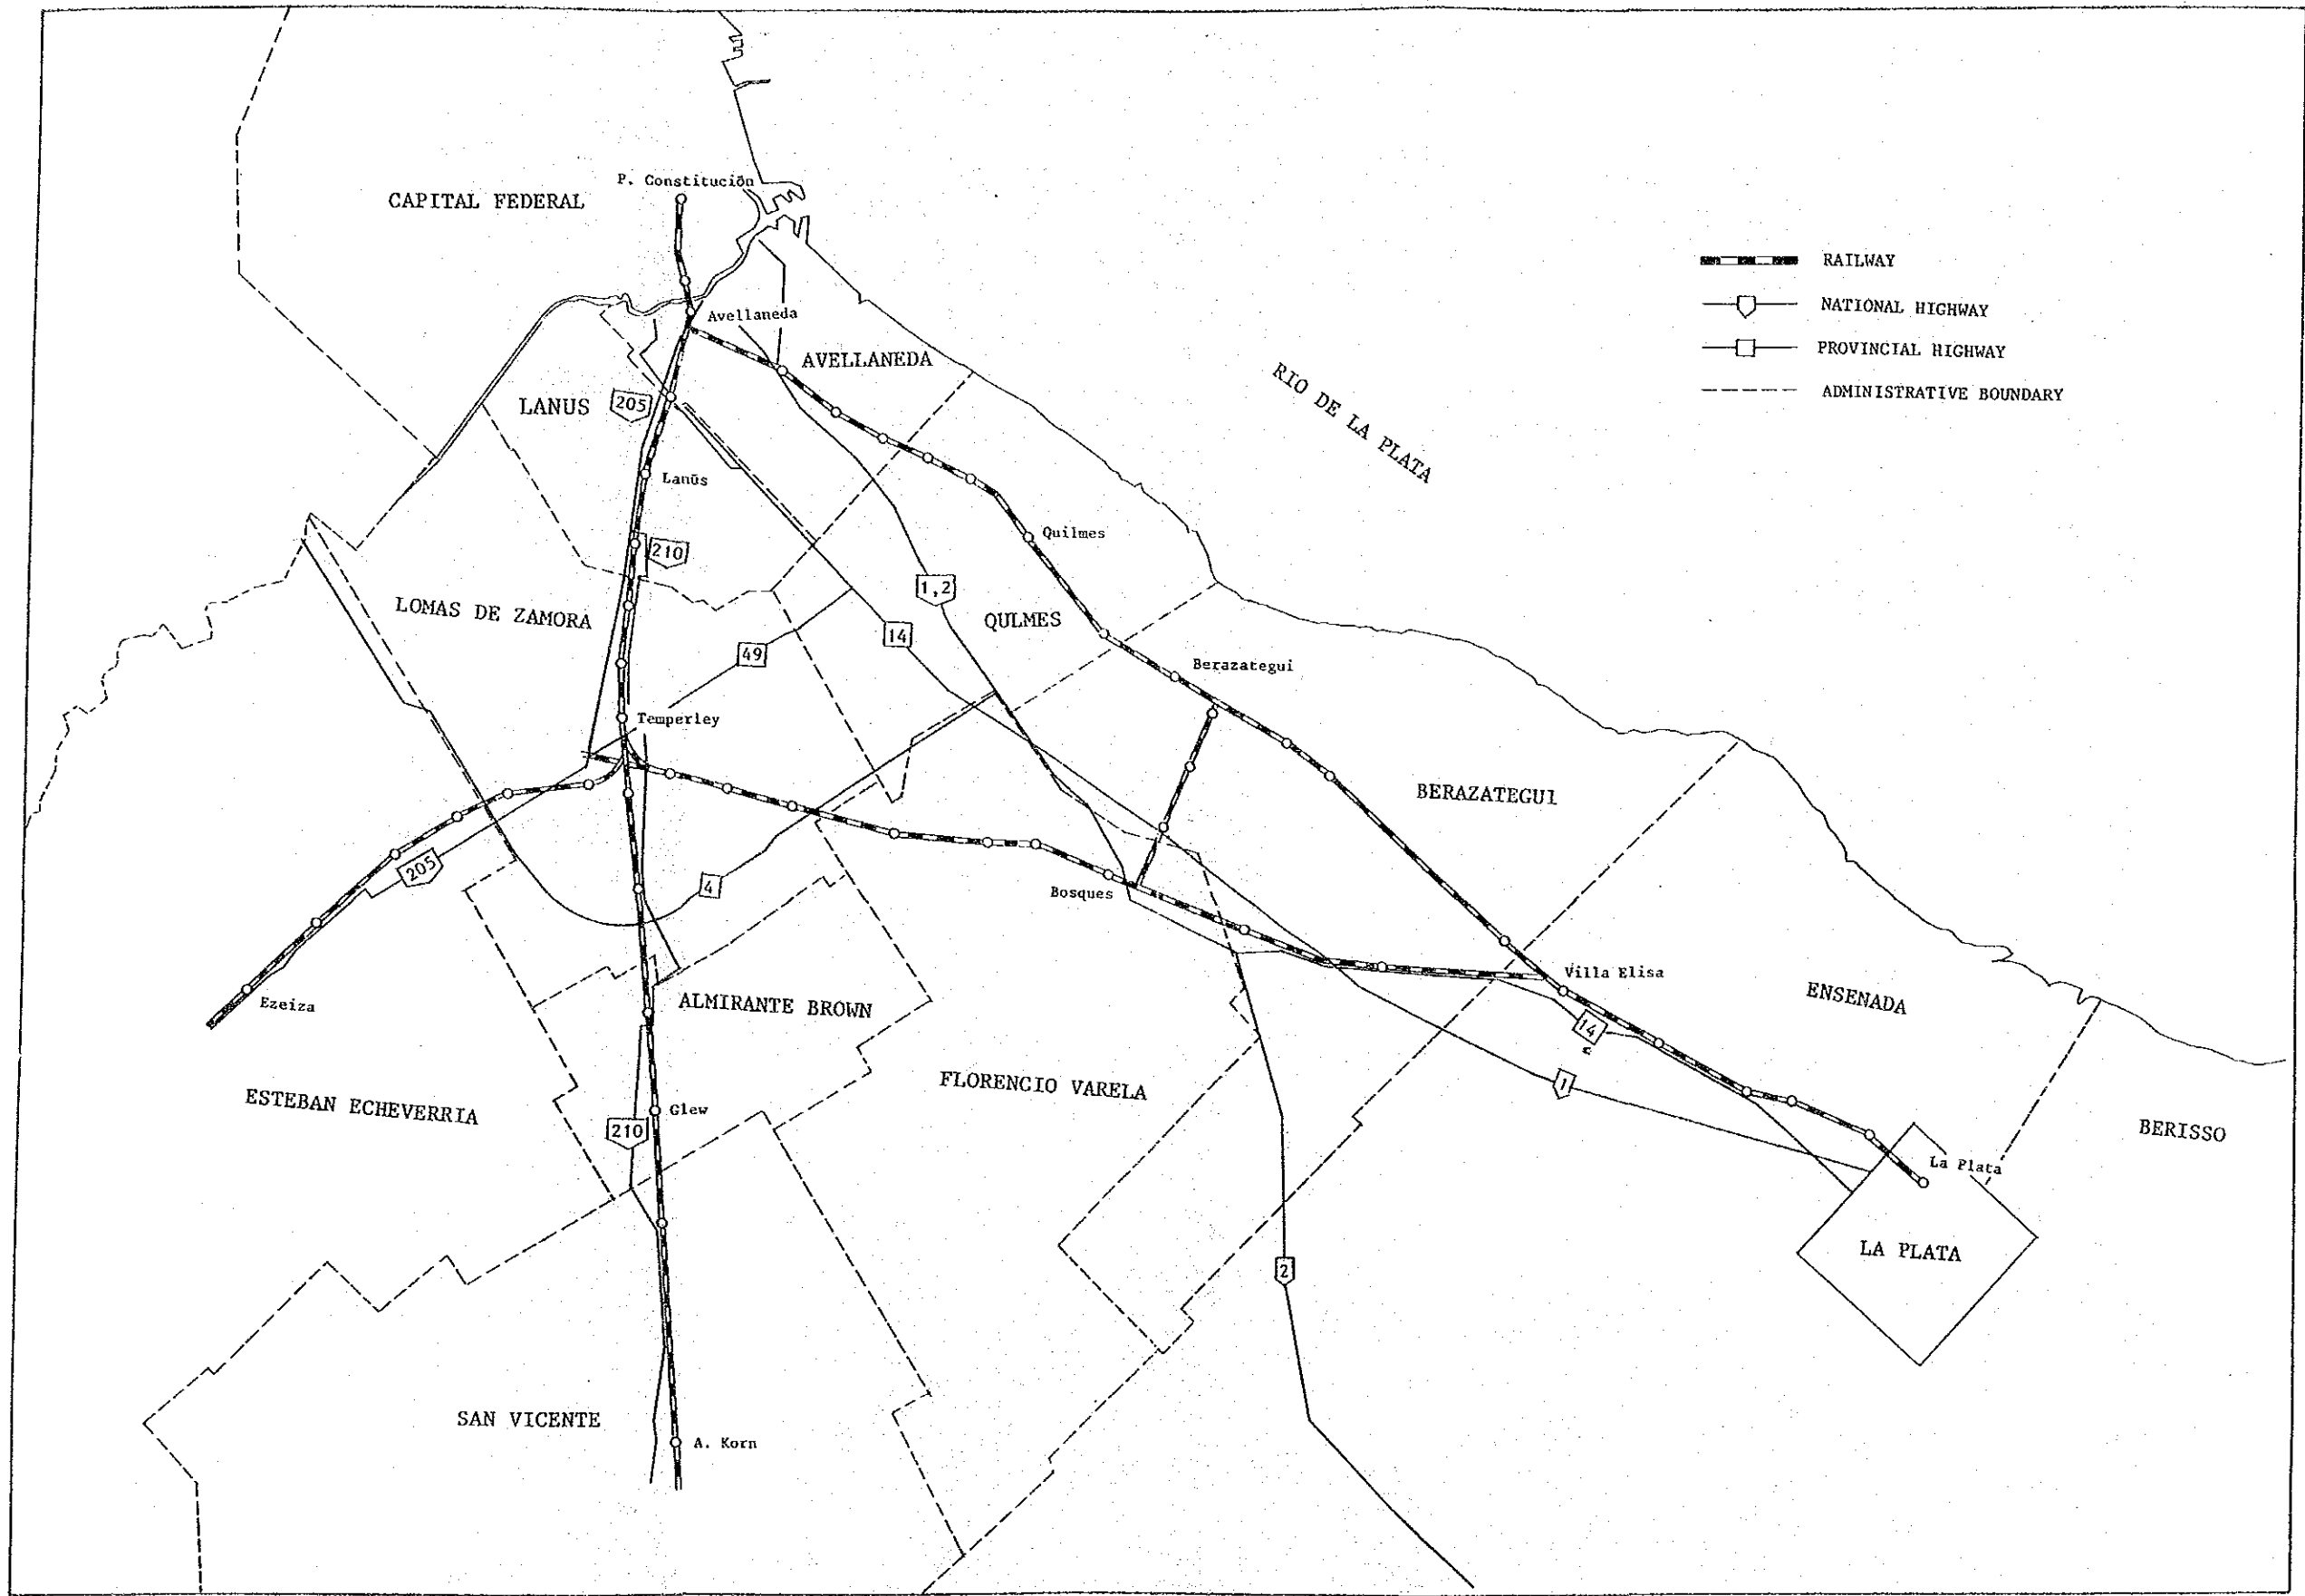 P. Constitución
CAPITAL FEDERAL
RAILWAY
NATIONAL HIGHWAY
PROVINCIAL HIGHWAY
ADMINISTRATIVE BOUNDARY
Avellaneda
AVELLANEDA
RIO DE LA PLATA
LANUS
205
Lanūs
Quilmes
210
1,2
LOMAS DE ZAMORA
QULMES
14
49
Berazategui
Temperley
BERAZATEGUI
205
4
Bosques
Villa Elisa
Ezeiza
ALMIRANTE BROWN
ENSENADA
14
FLORENCIO VARELA
1
ESTEBAN ECHEVERRIA
Glew
210
BERISSO
La Plata
LA PLATA
2
SAN VICENTE
A. Korn